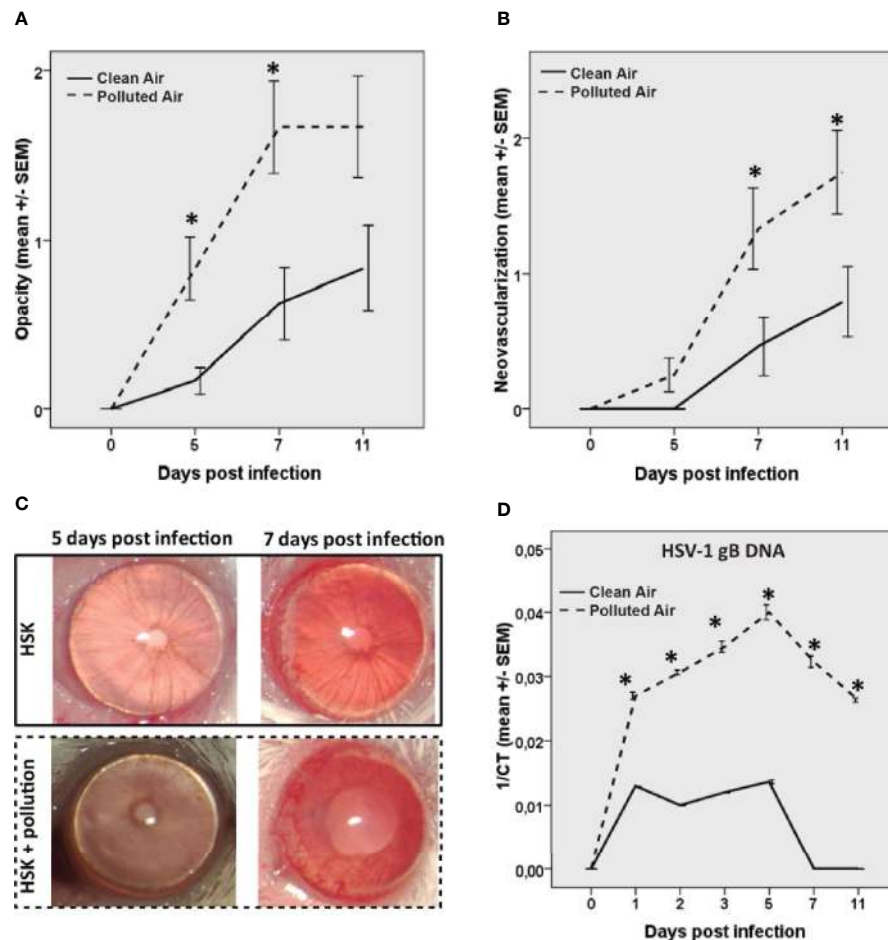 A
2
1
0
Opacity (mean +/- SEM)
Clean Air
Polluted Air
*
*
0 5 7 11
Days post infection
B
2
1
0
Neovascularization (mean +/- SEM)
Clean Air
Polluted Air
*
*
0 5 7 11
Days post infection
C
5 days post infection
7 days post infection
HSK
HSK + pollution
D
HSV-1 gB DNA
0,05
0,04
0,03
0,02
0,01
0,00
1/CT (mean +/- SEM)
Clean Air
Polluted Air
*
*
*
*
*
*
0 1 2 3 5 7 11
Days post infection